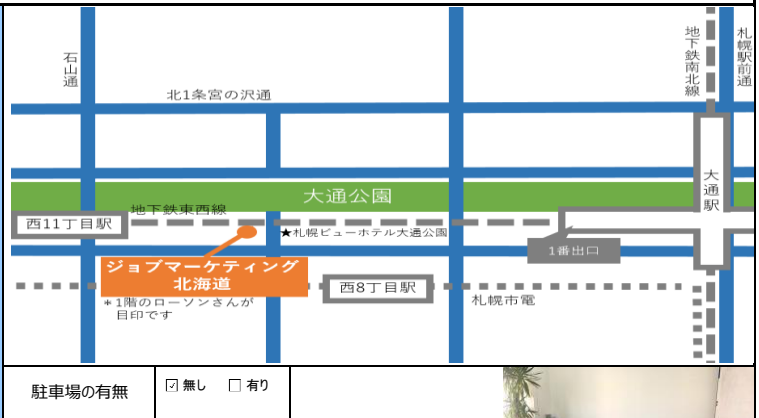 石山通
北1条宮の沢通
地下鉄南北線
札幌駅前通
大通公園
大通駅
地下鉄東西線
西11丁目駅
★札幌ビューホテル大通公園
1番出口
ジョブマーケティング
北海道
西8丁目駅
札幌市電
*1階のローソンさんが
目印です
駐車場の有無
☑ 無し ☐ 有り